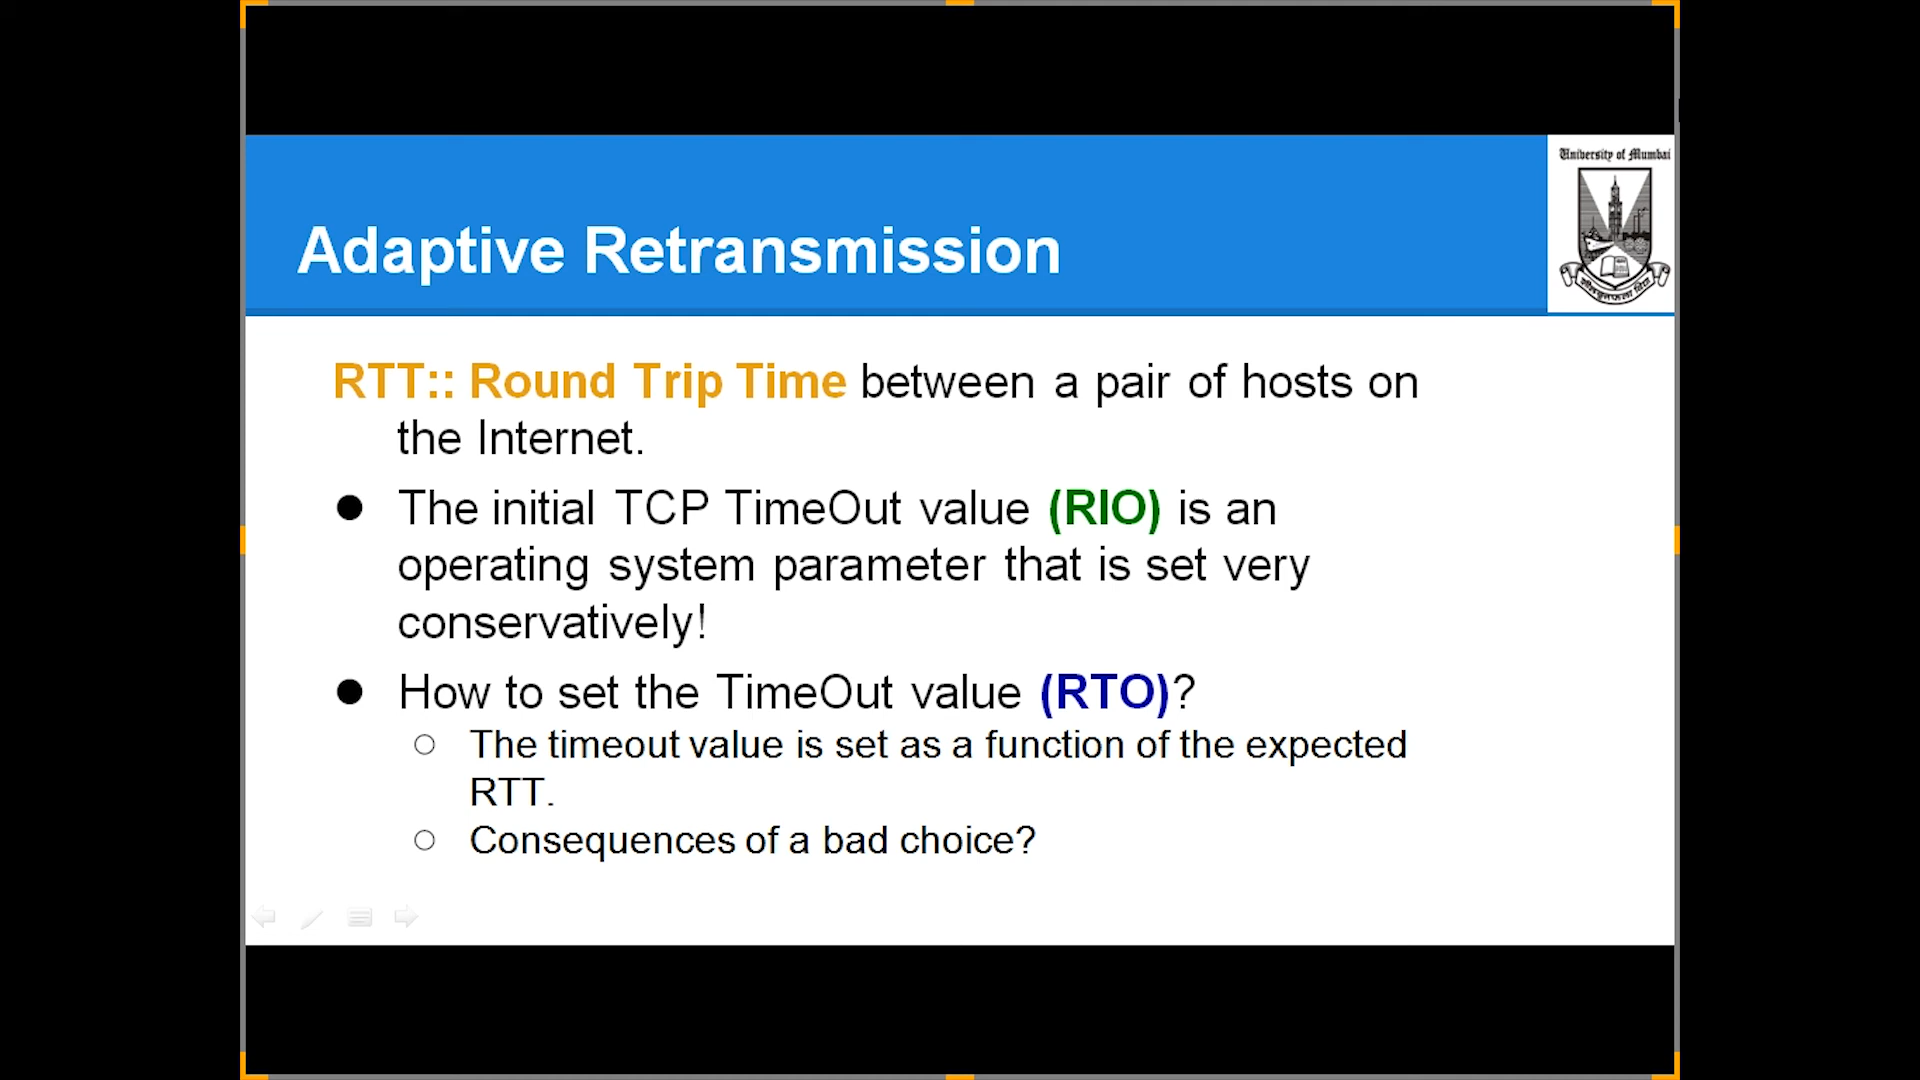 University of Mumbai
Adaptive Retransmission
RTT:: Round Trip Time between a pair of hosts on
the Internet.
● The initial TCP TimeOut value (RIO) is an
operating system parameter that is set very
conservatively!
● How to set the TimeOut value (RTO)?
○ The timeout value is set as a function of the expected
RTT.
○ Consequences of a bad choice?